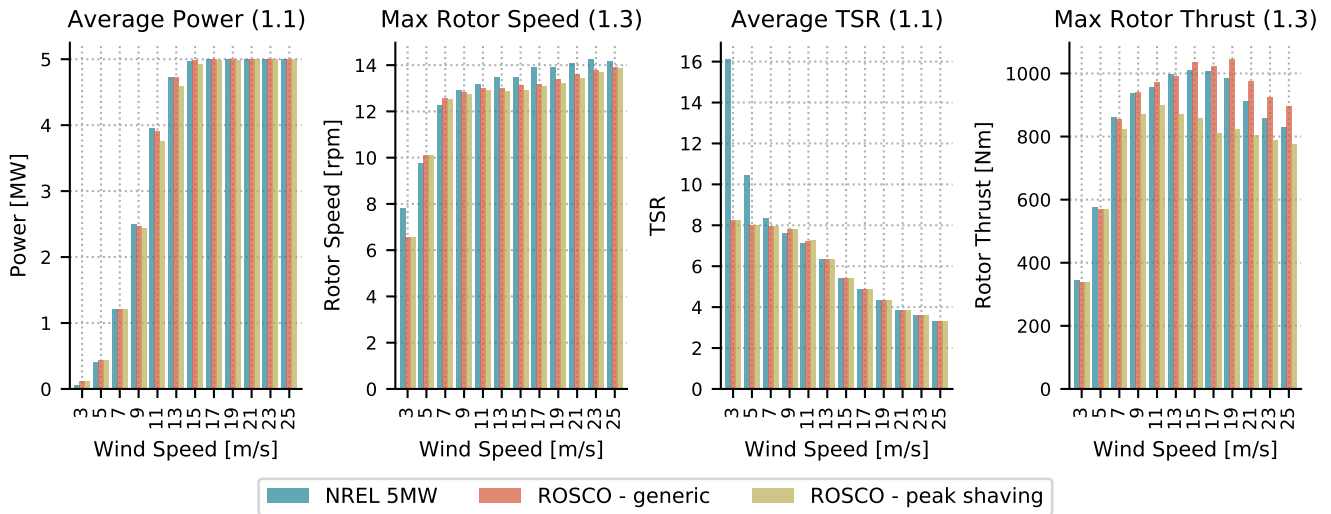 Average Power (1.1)
Power [MW]
5
4
3
2
1
0
3 5 7 9 11 13 15 17 19 21 23 25
Wind Speed [m/s]
Max Rotor Speed (1.3)
Rotor Speed [rpm]
14
12
10
8
6
4
2
0
3 5 7 9 11 13 15 17 19 21 23 25
Wind Speed [m/s]
Average TSR (1.1)
TSR
16
14
12
10
8
6
4
2
0
3 5 7 9 11 13 15 17 19 21 23 25
Wind Speed [m/s]
Max Rotor Thrust (1.3)
Rotor Thrust [Nm]
1000
800
600
400
200
0
3 5 7 9 11 13 15 17 19 21 23 25
Wind Speed [m/s]
NREL 5MW ROSCO - generic ROSCO - peak shaving